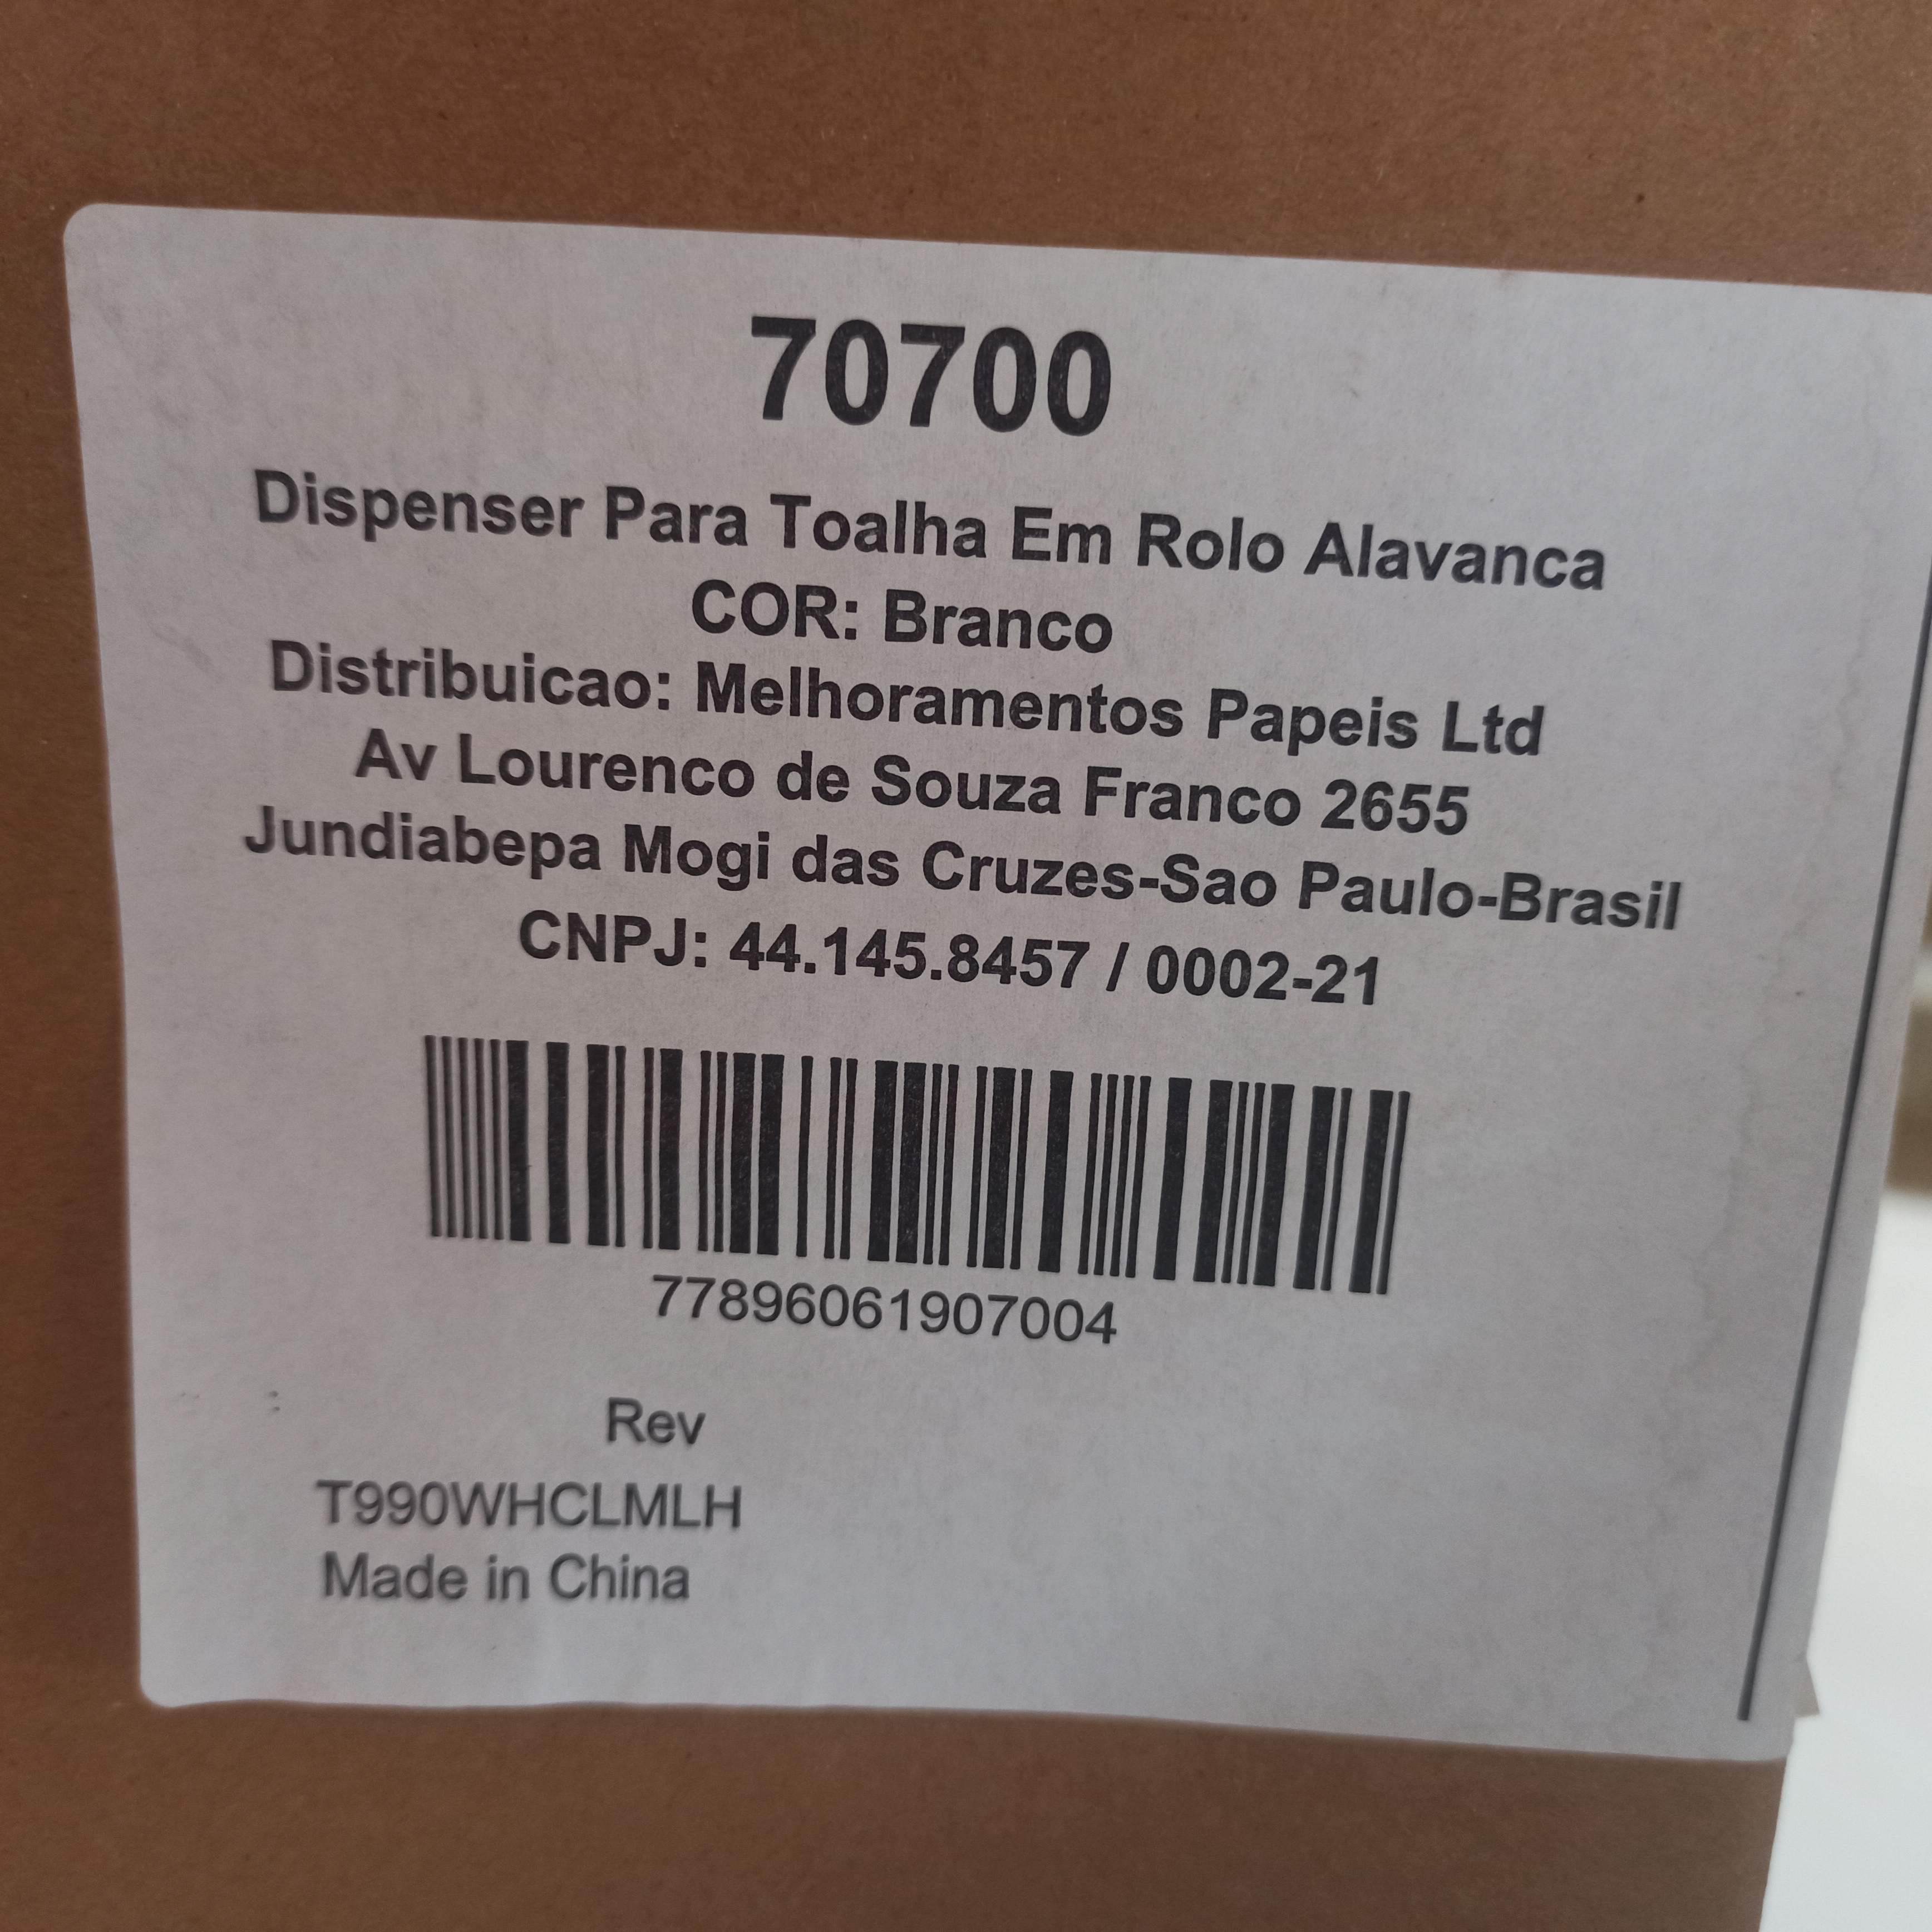 70700
Dispenser Para Toalha Em Rolo Alavanca
COR: Branco
Distribuicao: Melhoramentos Papeis Ltd
Av Lourenco de Souza Franco 2655
Jundiabepa Mogi das Cruzes-Sao Paulo-Brasil
CNPJ: 44.145.8457 / 0002-21
77896061907004
Rev
T990WHCLMLH
Made in China